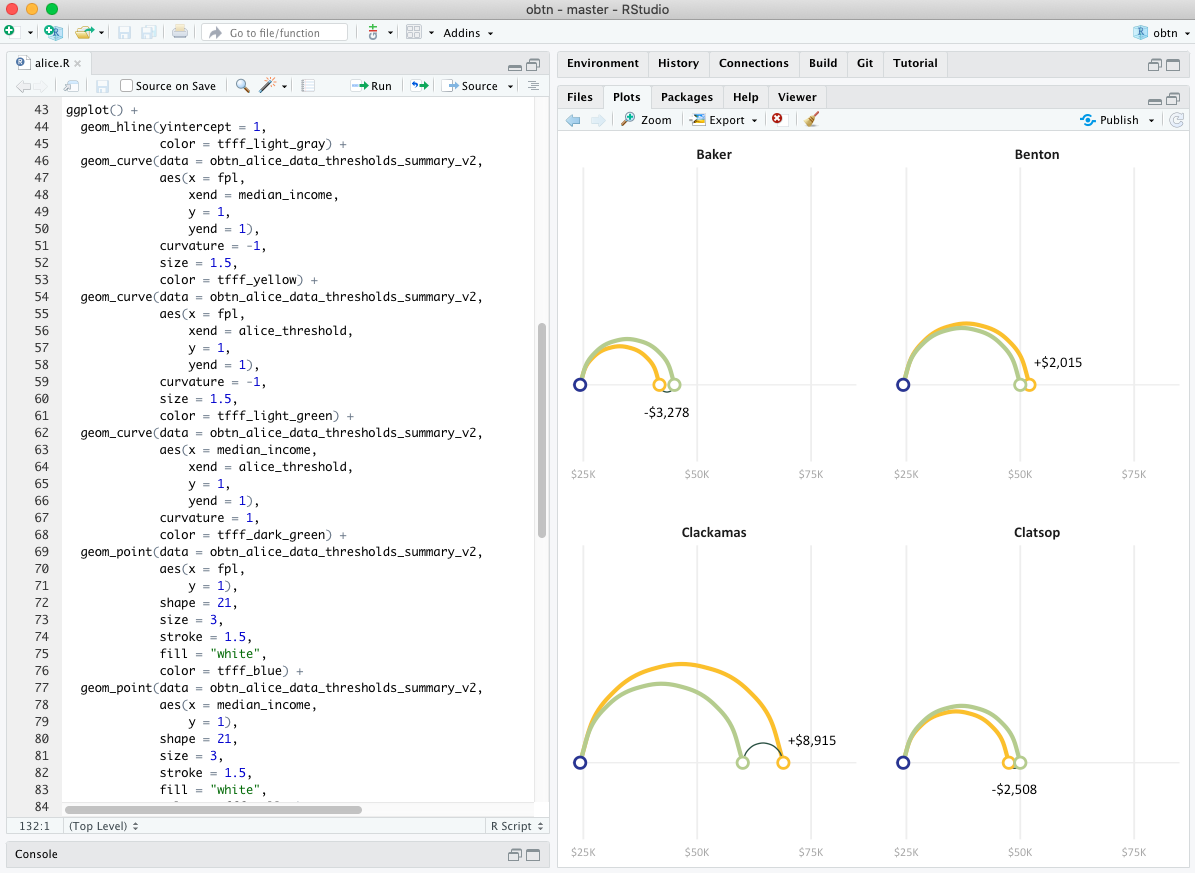 obtn - master - RStudio
Go to file/function
Addins
obtn
alice.R
Source on Save
Run
Source
43 ggplot() +
44 geom_hline(yintercept = 1,
45 color = tfff_light_gray) +
46 geom_curve(data = obtn_alice_data_thresholds_summary_v2,
47 aes(x = fpl,
48 xend = median_income,
49 y = 1,
50 yend = 1),
51 curvature = -1,
52 size = 1.5,
53 color = tfff_yellow) +
54 geom_curve(data = obtn_alice_data_thresholds_summary_v2,
55 aes(x = fpl,
56 xend = alice_threshold,
57 y = 1,
58 yend = 1),
59 curvature = -1,
60 size = 1.5,
61 color = tfff_light_green) +
62 geom_curve(data = obtn_alice_data_thresholds_summary_v2,
63 aes(x = median_income,
64 xend = alice_threshold,
65 y = 1,
66 yend = 1),
67 curvature = 1,
68 color = tfff_dark_green) +
69 geom_point(data = obtn_alice_data_thresholds_summary_v2,
70 aes(x = fpl,
71 y = 1),
72 shape = 21,
73 size = 3,
74 stroke = 1.5,
75 fill = "white",
76 color = tfff_blue) +
77 geom_point(data = obtn_alice_data_thresholds_summary_v2,
78 aes(x = median_income,
79 y = 1),
80 shape = 21,
81 size = 3,
82 stroke = 1.5,
83 fill = "white",
84
132:1 (Top Level) R Script
Console
Environment History Connections Build Git Tutorial
Files Plots Packages Help Viewer
Zoom Export Publish
Baker
-$3,278
$25K $50K $75K
Benton
+$2,015
$25K $50K $75K
Clackamas
+$8,915
$25K $50K $75K
Clatsop
-$2,508
$25K $50K $75K